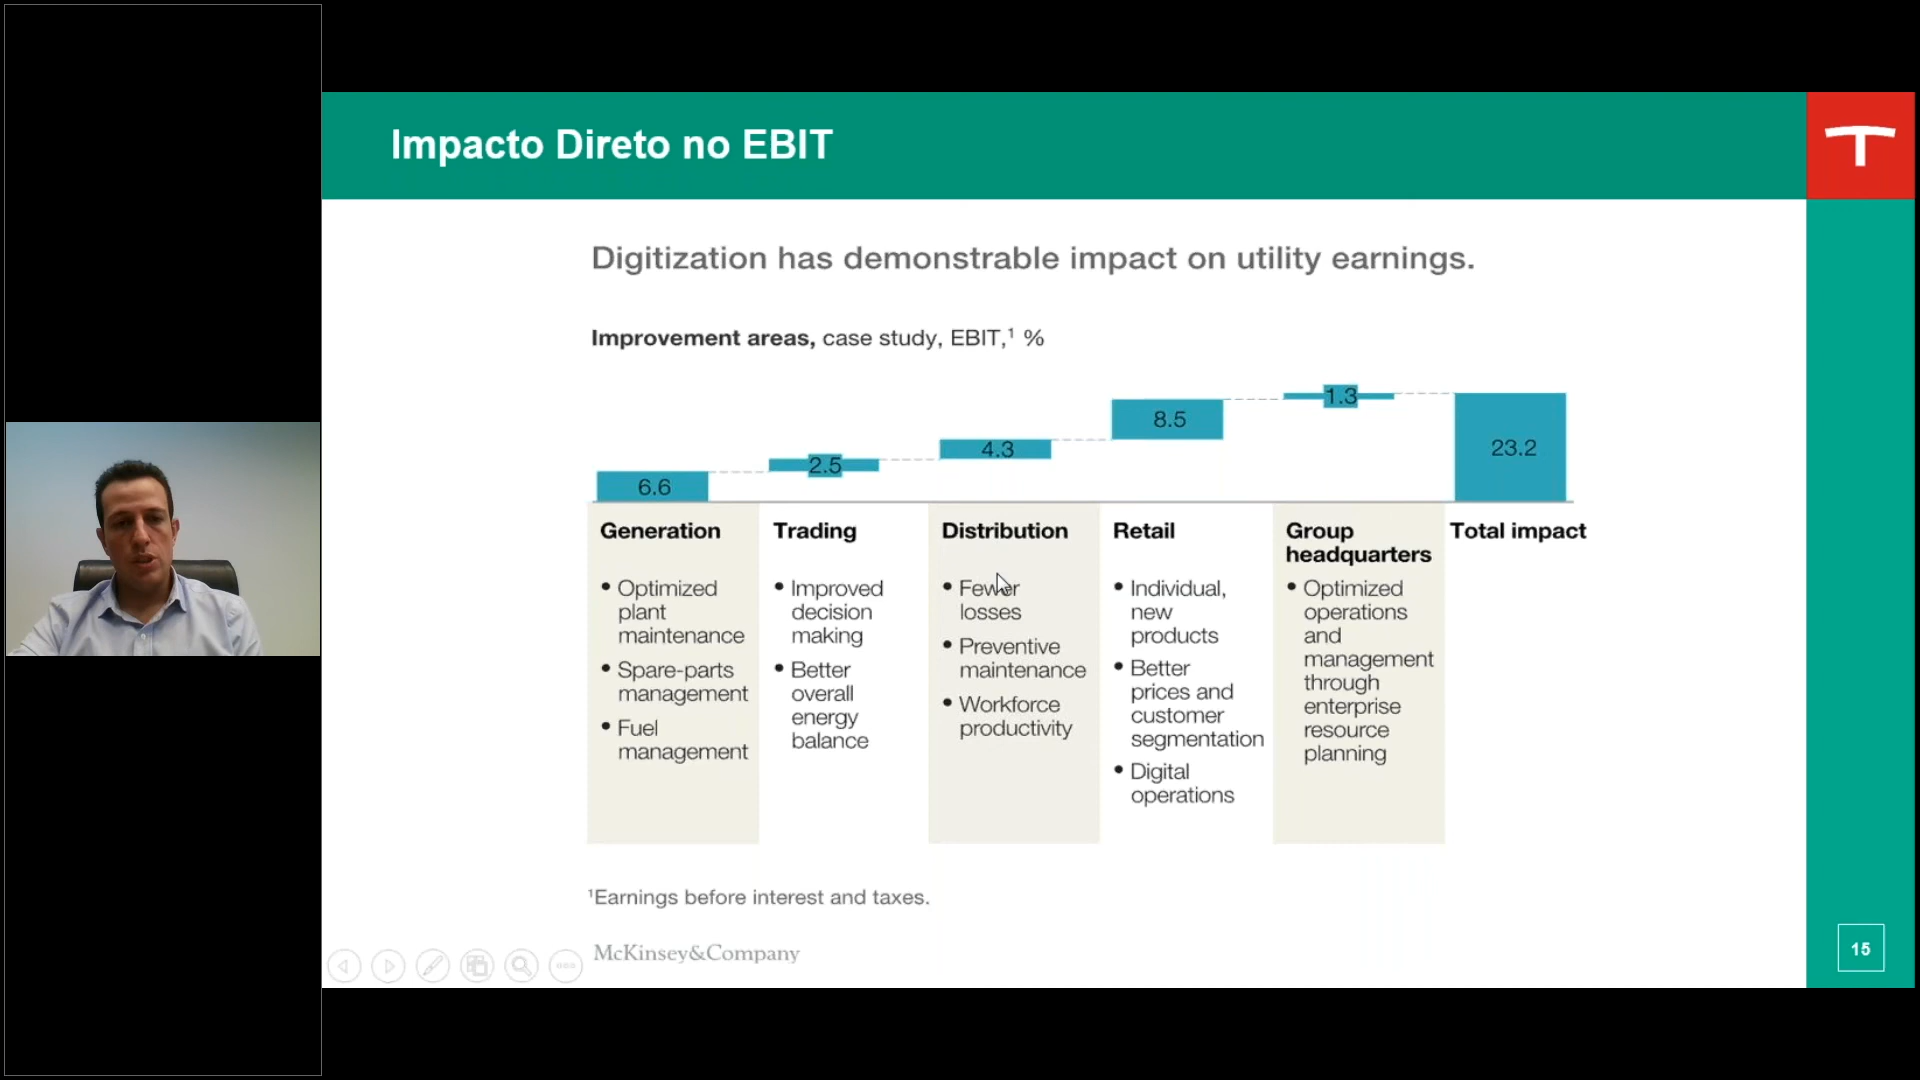 Impacto Direto no EBIT
T
Digitization has demonstrable impact on utility earnings.
Improvement areas, case study, EBIT,¹ %
6.6
2.5
4.3
8.5
1.3
23.2
Generation
• Optimized
plant
maintenance
• Spare-parts
management
• Fuel
management
Trading
• Improved
decision
making
• Better
overall
energy
balance
Distribution
• Fewer
losses
• Preventive
maintenance
• Workforce
productivity
Retail
• Individual,
new
products
• Better
prices and
customer
segmentation
• Digital
operations
Group
headquarters
• Optimized
operations
and
management
through
enterprise
resource
planning
Total impact
¹Earnings before interest and taxes.
McKinsey&Company
15